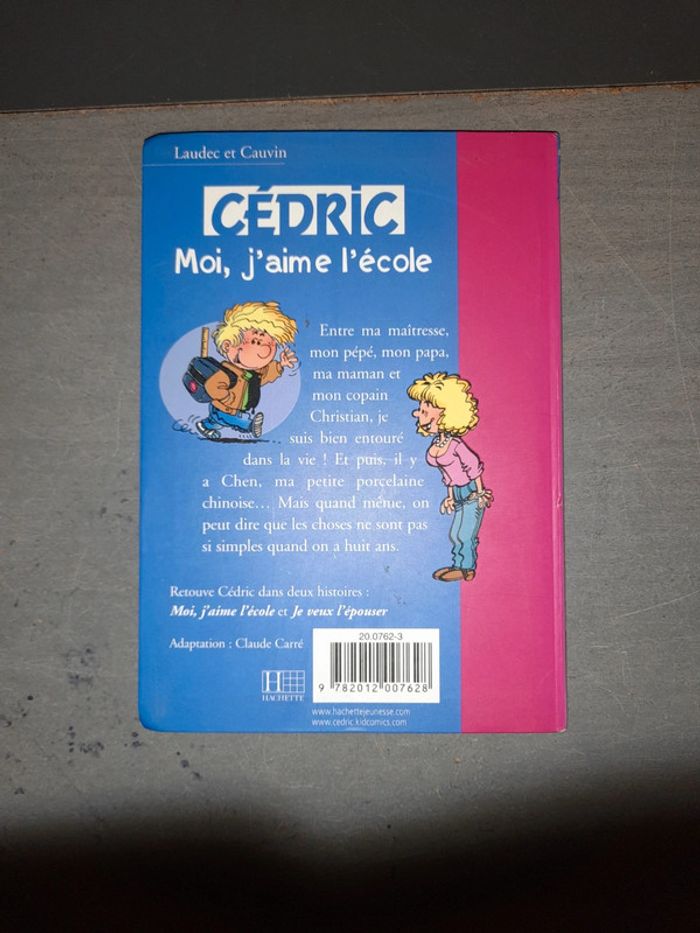 Laudec et Cauvin
CÉDRIC
Moi, j'aime l'école
Entre ma maîtresse,
mon pépé, mon papa,
ma maman et
mon copain
Christian, je
suis bien entouré
dans la vie ! Et puis, il y
a Chen, ma petite porcelaine
chinoise… Mais quand même, on
peut dire que les choses ne sont pas
si simples quand on a huit ans.
Retouve Cédric dans deux histoires :
Moi, j'aime l'école et Je veux l'épouser
Adaptation : Claude Carré
20.0762-3
H
HACHETTE
9 782012 007628
www.hachettejeunesse.com
www.cedric.kidcomics.com